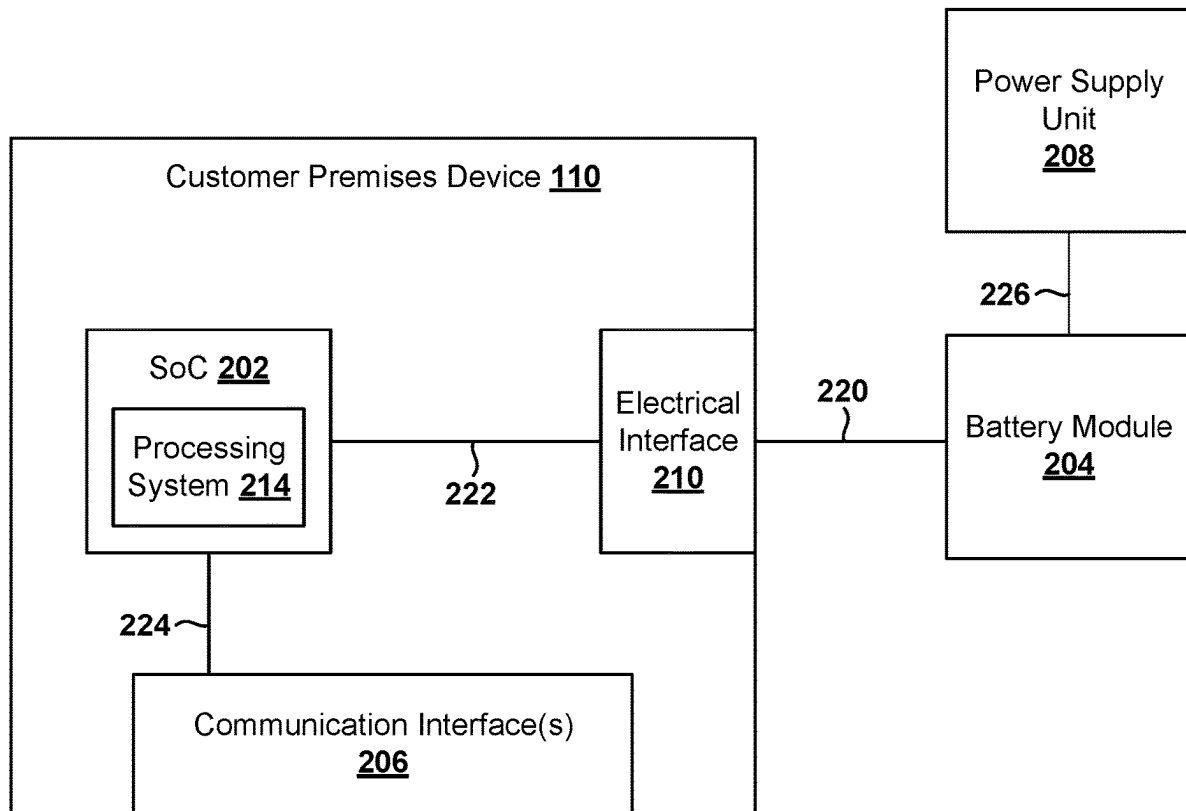 Power Supply
Unit
208
Customer Premises Device 110
226
SoC 202
Processing
System 214
222
Electrical
Interface
210
220
Battery Module
204
224
Communication Interface(s)
206